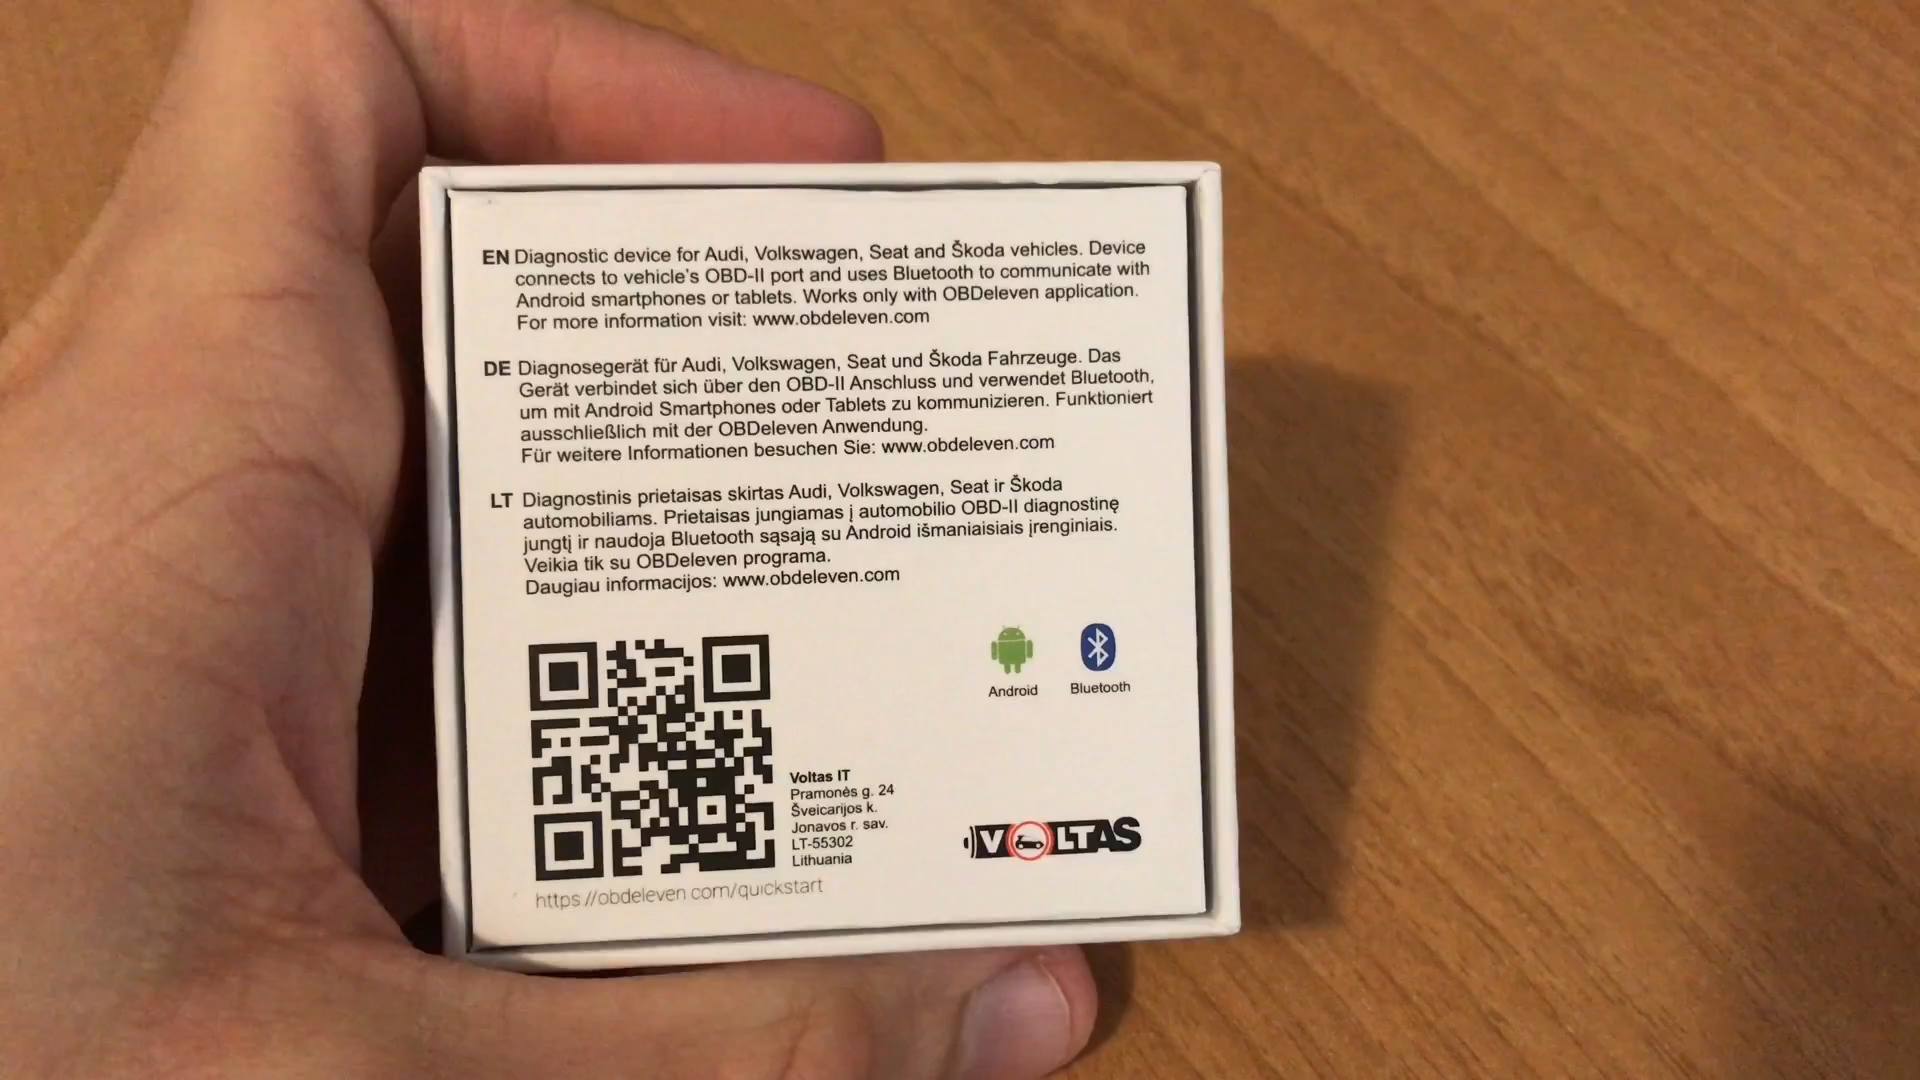 EN Diagnostic device for Audi, Volkswagen, Seat and Škoda vehicles. Device
connects to vehicle's OBD-II port and uses Bluetooth to communicate with
Android smartphones or tablets. Works only with OBDeleven application.
For more information visit: www.obdeleven.com
DE Diagnosegerät für Audi, Volkswagen, Seat und Škoda Fahrzeuge. Das
Gerät verbindet sich über den OBD-II Anschluss und verwendet Bluetooth,
um mit Android Smartphones oder Tablets zu kommunizieren. Funktioniert
ausschließlich mit der OBDeleven Anwendung.
Für weitere Informationen besuchen Sie: www.obdeleven.com
LT Diagnostinis prietaisas skirtas Audi, Volkswagen, Seat ir Škoda
automobiliams. Prietaisas jungiamas į automobilio OBD-II diagnostinę
jungtį ir naudoja Bluetooth sąsają su Android išmaniaisiais įrenginiais.
Veikia tik su OBDeleven programa.
Daugiau informacijos: www.obdeleven.com
Android Bluetooth
Voltas IT
Pramonės g. 24
Šveicarijos k.
Jonavos r. sav.
LT-55302
Lithuania
VOLTAS
https://obdeleven.com/quickstart